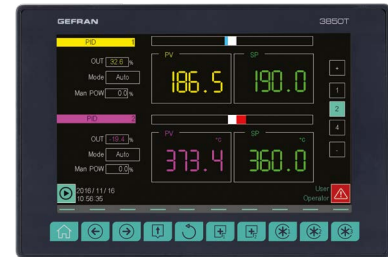 GEFRAN 3850T
PID 1
OUT 32.6 %
Mode Auto
Man POW 0.0 %
PV
186.5
SP
190.0
PID 2
OUT -19.4 %
Mode Auto
Man POW 0.0 %
PV °C
373.4
SP °C
360.0
+
1
2
4
-
2016/11/16
10:56:35
User
Operator